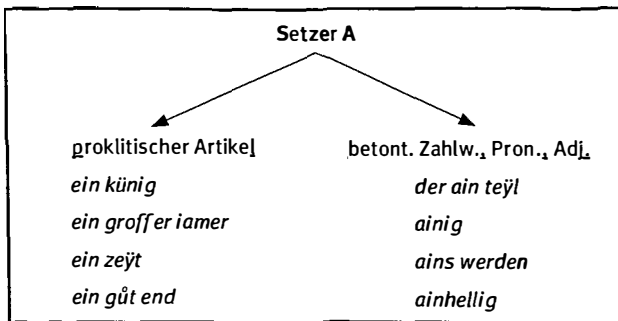 Setzer A
proklitischer Artikel betont. Zahlw., Pron., Adj.
ein künig der ain teÿl
ein groſſer iamer ainig
ein zeÿt ains werden
ein gůt end ainhellig